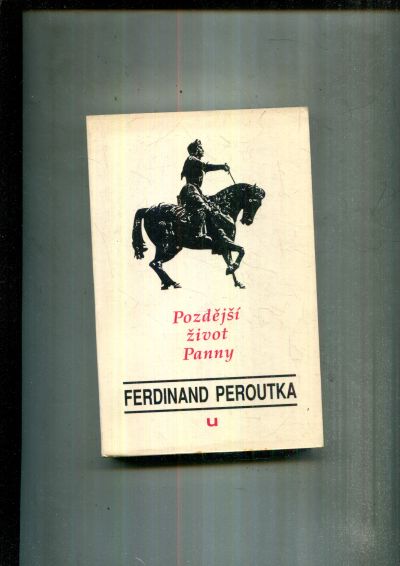 Pozdější
život
Panny
FERDINAND PEROUTKA
u